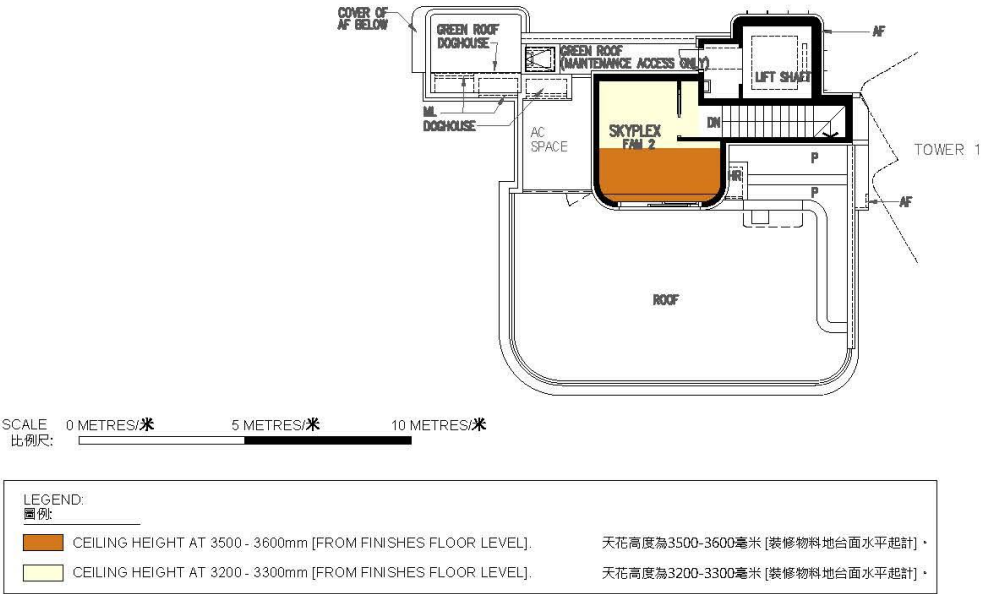 COVER OF
AF BELOW
GREEN ROOF
DOGHOUSE
GREEN ROOF
(MAINTENANCE ACCESS ONLY)
AF
LIFT SHAFT
ML
DOGHOUSE
AC
SPACE
SKYPLEX
FAM 2
DN
TOWER 1
P
HR
P
AF
ROOF
SCALE 0 METRES/米 5 METRES/米 10 METRES/米
比例尺:
LEGEND:
圖例:
CEILING HEIGHT AT 3500 - 3600mm [FROM FINISHES FLOOR LEVEL]. 天花高度為3500-3600毫米 [裝修物料地台面水平起計]。
CEILING HEIGHT AT 3200 - 3300mm [FROM FINISHES FLOOR LEVEL]. 天花高度為3200-3300毫米 [裝修物料地台面水平起計]。